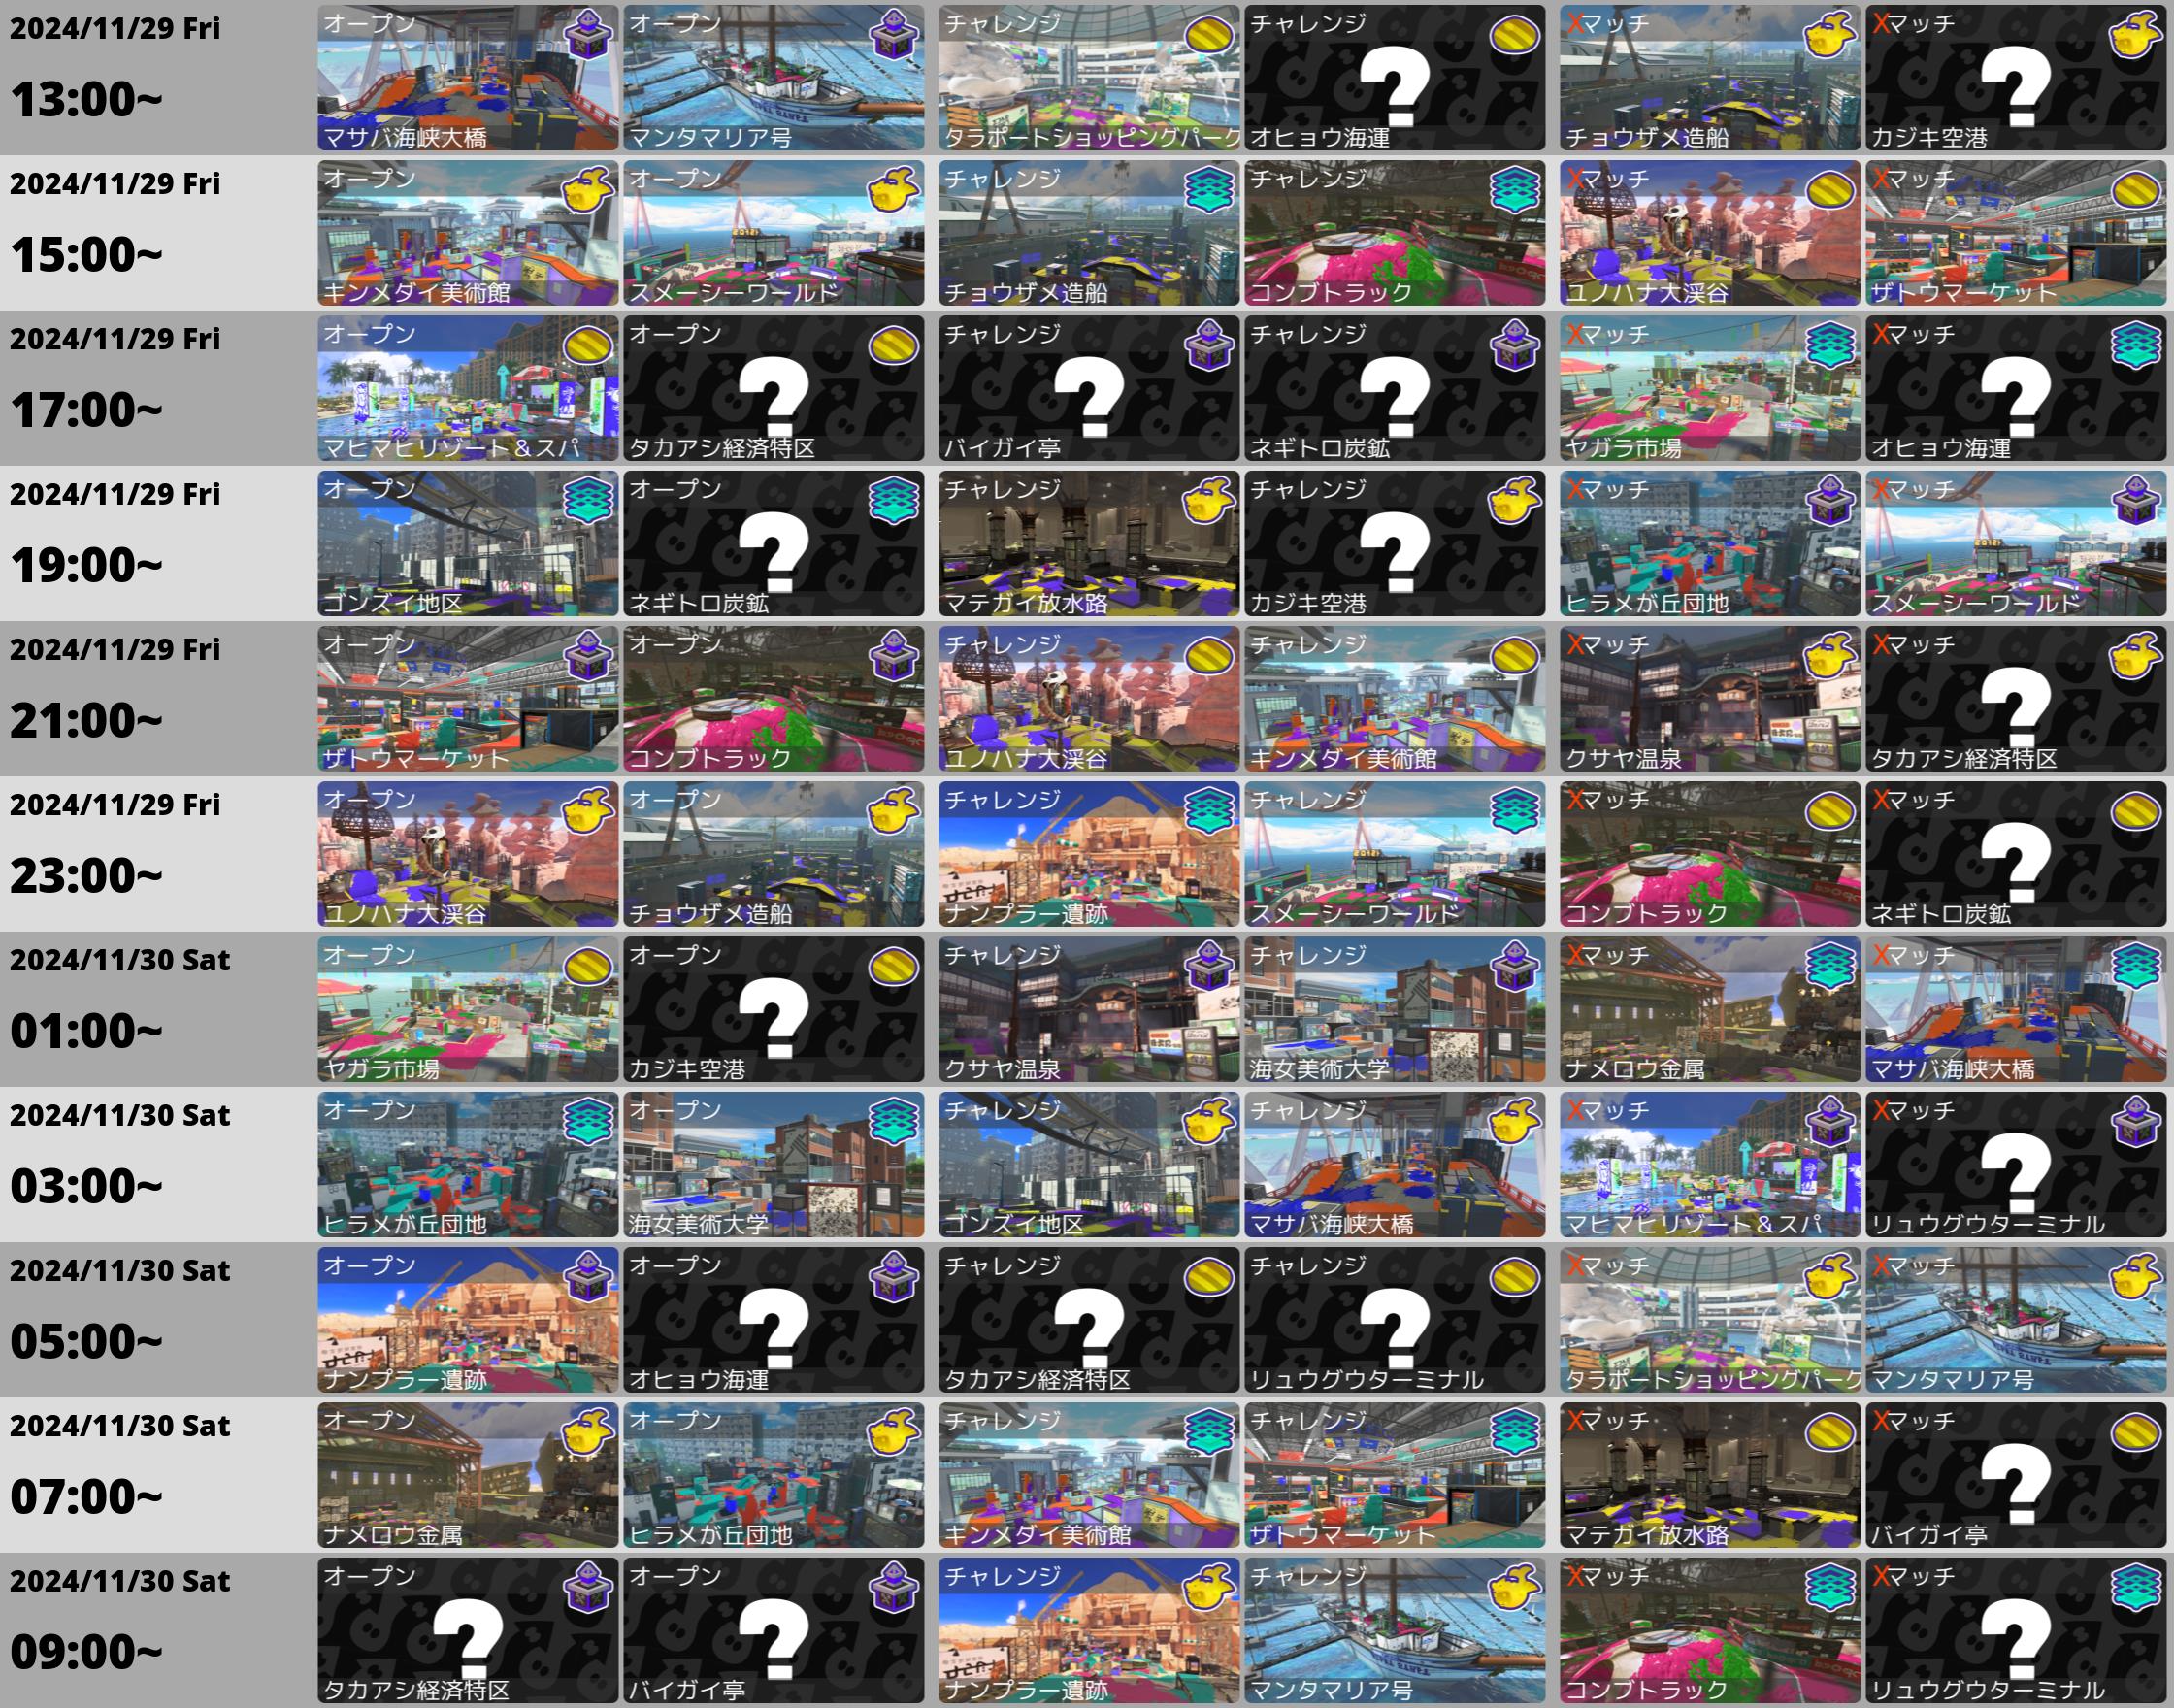 2024/11/29 Fri
13:00~
オープン
マサバ海峡大橋
オープン
マンタマリア号
チャレンジ
タラポートショッピングパーク
チャレンジ
オヒョウ海運
Xマッチ
チョウザメ造船
Xマッチ
カジキ空港
2024/11/29 Fri
15:00~
オープン
キンメダイ美術館
オープン
スメーシーワールド
チャレンジ
チョウザメ造船
チャレンジ
コンブトラック
Xマッチ
ユノハナ大渓谷
Xマッチ
ザトウマーケット
2024/11/29 Fri
17:00~
オープン
マヒマヒリゾート&スパ
オープン
タカアシ経済特区
チャレンジ
バイガイ亭
チャレンジ
ネギトロ炭鉱
Xマッチ
ヤガラ市場
Xマッチ
オヒョウ海運
2024/11/29 Fri
19:00~
オープン
ゴンズイ地区
オープン
ネギトロ炭鉱
チャレンジ
マテガイ放水路
チャレンジ
カジキ空港
Xマッチ
ヒラメが丘団地
Xマッチ
スメーシーワールド
2024/11/29 Fri
21:00~
オープン
ザトウマーケット
オープン
コンブトラック
チャレンジ
ユノハナ大渓谷
チャレンジ
キンメダイ美術館
Xマッチ
クサヤ温泉
Xマッチ
タカアシ経済特区
2024/11/29 Fri
23:00~
オープン
ユノハナ大渓谷
オープン
チョウザメ造船
チャレンジ
ナンプラー遺跡
チャレンジ
スメーシーワールド
Xマッチ
コンブトラック
Xマッチ
ネギトロ炭鉱
2024/11/30 Sat
01:00~
オープン
ヤガラ市場
オープン
カジキ空港
チャレンジ
クサヤ温泉
チャレンジ
海女美術大学
Xマッチ
ナメロウ金属
Xマッチ
マサバ海峡大橋
2024/11/30 Sat
03:00~
オープン
ヒラメが丘団地
オープン
海女美術大学
チャレンジ
ゴンズイ地区
チャレンジ
マサバ海峡大橋
Xマッチ
マヒマヒリゾート&スパ
Xマッチ
リュウグウターミナル
2024/11/30 Sat
05:00~
オープン
ナンプラー遺跡
オープン
オヒョウ海運
チャレンジ
タカアシ経済特区
チャレンジ
リュウグウターミナル
Xマッチ
タラポートショッピングパーク
Xマッチ
マンタマリア号
2024/11/30 Sat
07:00~
オープン
ナメロウ金属
オープン
ヒラメが丘団地
チャレンジ
キンメダイ美術館
チャレンジ
ザトウマーケット
Xマッチ
マテガイ放水路
Xマッチ
バイガイ亭
2024/11/30 Sat
09:00~
オープン
タカアシ経済特区
オープン
バイガイ亭
チャレンジ
ナンプラー遺跡
チャレンジ
マンタマリア号
Xマッチ
コンブトラック
Xマッチ
リュウグウターミナル